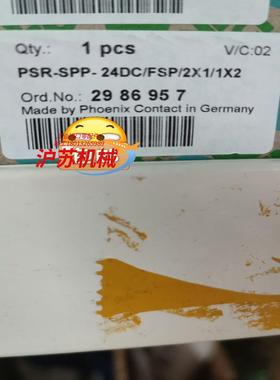 Qty.: 1 pcs V/C:02
PSR-SPP- 24DC/FSP/2X1/1X2
Ord.No.: 29 86 95 7
Made by Phoenix Contact in Germany
沪苏机械